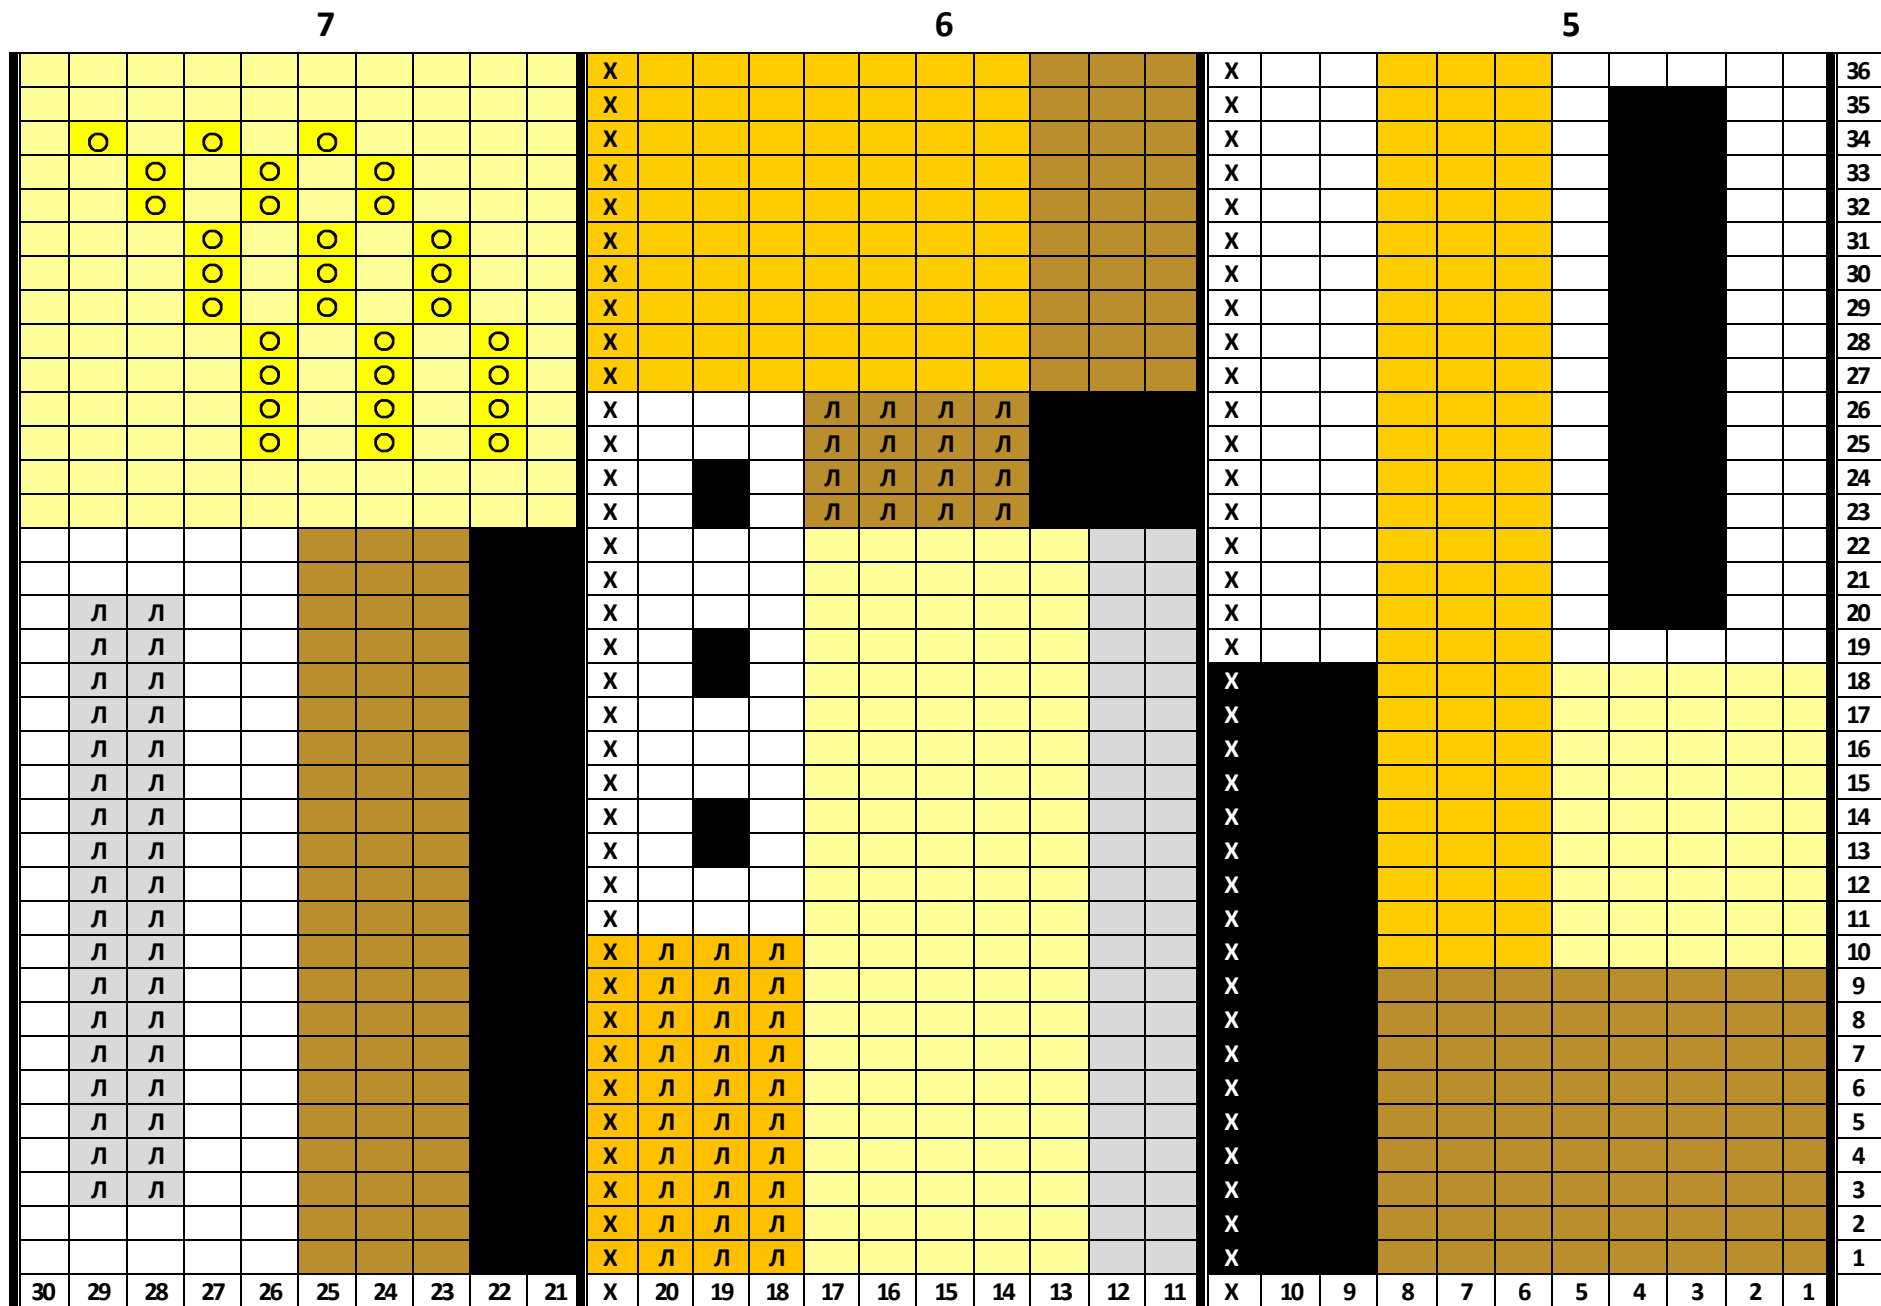 7 6 5
Х Х 36
Х Х 35
О О О Х Х 34
О О О Х Х 33
О О О Х Х 32
О О О Х Х 31
О О О Х Х 30
О О О Х Х 29
О О О Х Х 28
О О О Х Х 27
О О О Х Л Л Л Л Х 26
О О О Х Л Л Л Л Х 25
Х Л Л Л Л Х 24
Х Л Л Л Л Х 23
Х Х 22
Х Х 21
Л Л Х Х 20
Л Л Х Х 19
Л Л Х Х 18
Л Л Х Х 17
Л Л Х Х 16
Л Л Х Х 15
Л Л Х Х 14
Л Л Х Х 13
Л Л Х Х 12
Л Л Х Х 11
Л Л Х Л Л Л Х 10
Л Л Х Л Л Л Х 9
Л Л Х Л Л Л Х 8
Л Л Х Л Л Л Х 7
Л Л Х Л Л Л Х 6
Л Л Х Л Л Л Х 5
Л Л Х Л Л Л Х 4
Л Л Х Л Л Л Х 3
Х Л Л Л Х 2
Х Л Л Л Х 1
30 29 28 27 26 25 24 23 22 21 Х 20 19 18 17 16 15 14 13 12 11 Х 10 9 8 7 6 5 4 3 2 1